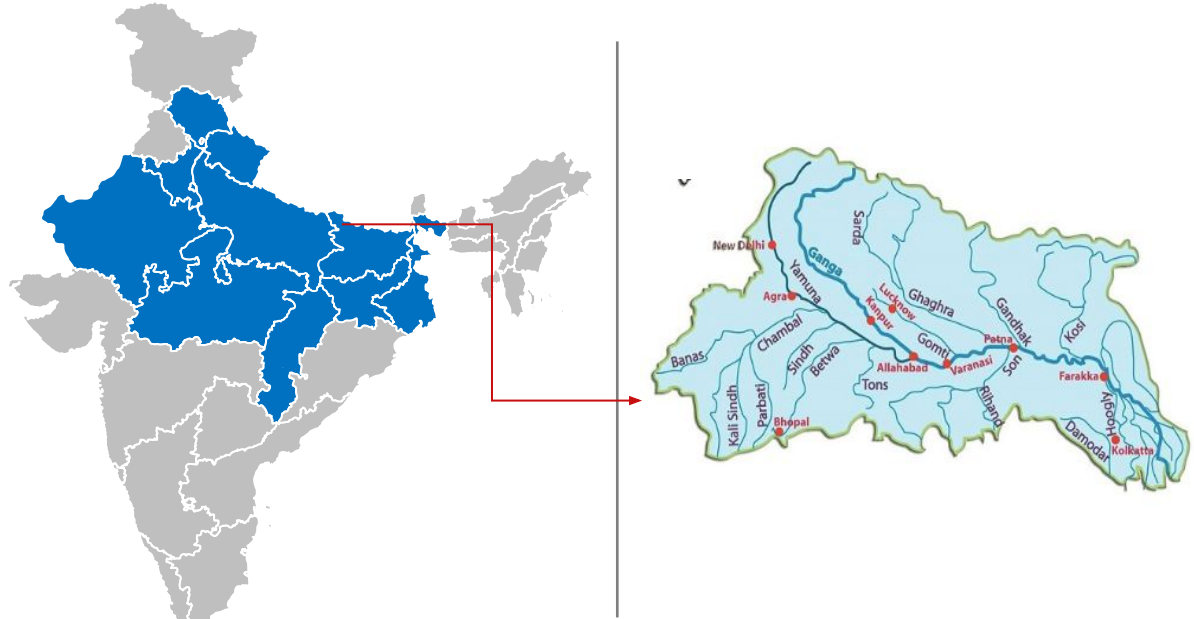 Sarda
New Delhi
Ganga
Yamuna
Agra
Lucknow
Ghaghra
Kanpur
Gandhak
Kosi
Chambal
Gomti
Patna
Banas
Sindh
Betwa
Allahabad
Varanasi
Son
Farakka
Tons
Rihand
Hoogly
Kali Sindh
Parbati
Bhopal
Damodar
Kolkatta